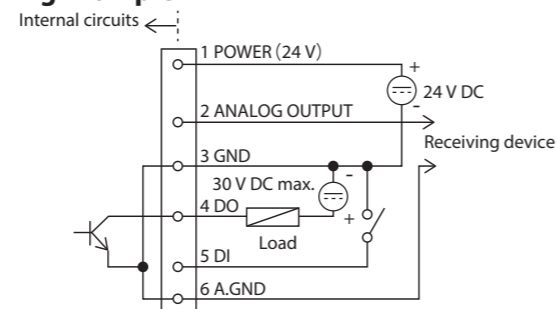 Internal circuits
1 POWER (24 V)
+
24 V DC
-
2 ANALOG OUTPUT
Receiving device
3 GND
30 V DC max.
-
+
4 DO
Load
5 DI
6 A.GND